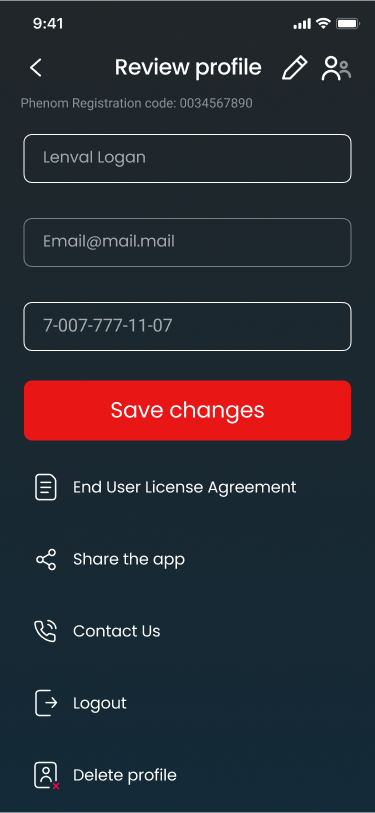 9:41
Review profile
Phenom Registration code: 0034567890
Lenval Logan
Email@mail.mail
7-007-777-11-07
Save changes
End User License Agreement
Share the app
Contact Us
Logout
Delete profile